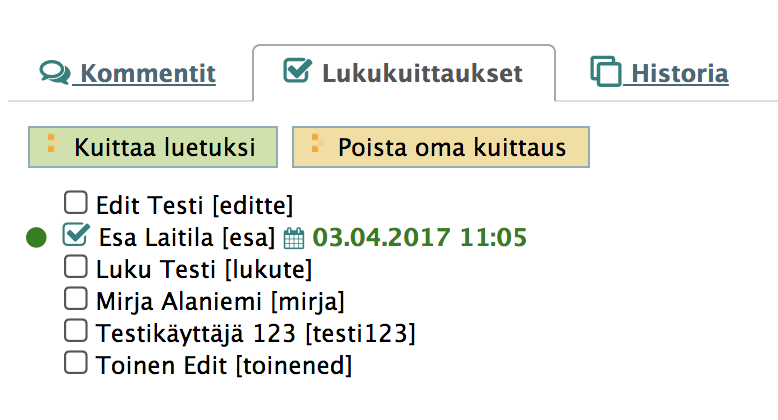 Kommentit Lukukuittaukset Historia
Kuittaa luetuksi Poista oma kuittaus
Edit Testi [editte]
Esa Laitila [esa] 03.04.2017 11:05
Luku Testi [lukute]
Mirja Alaniemi [mirja]
Testikäyttäjä 123 [testi123]
Toinen Edit [toinened]